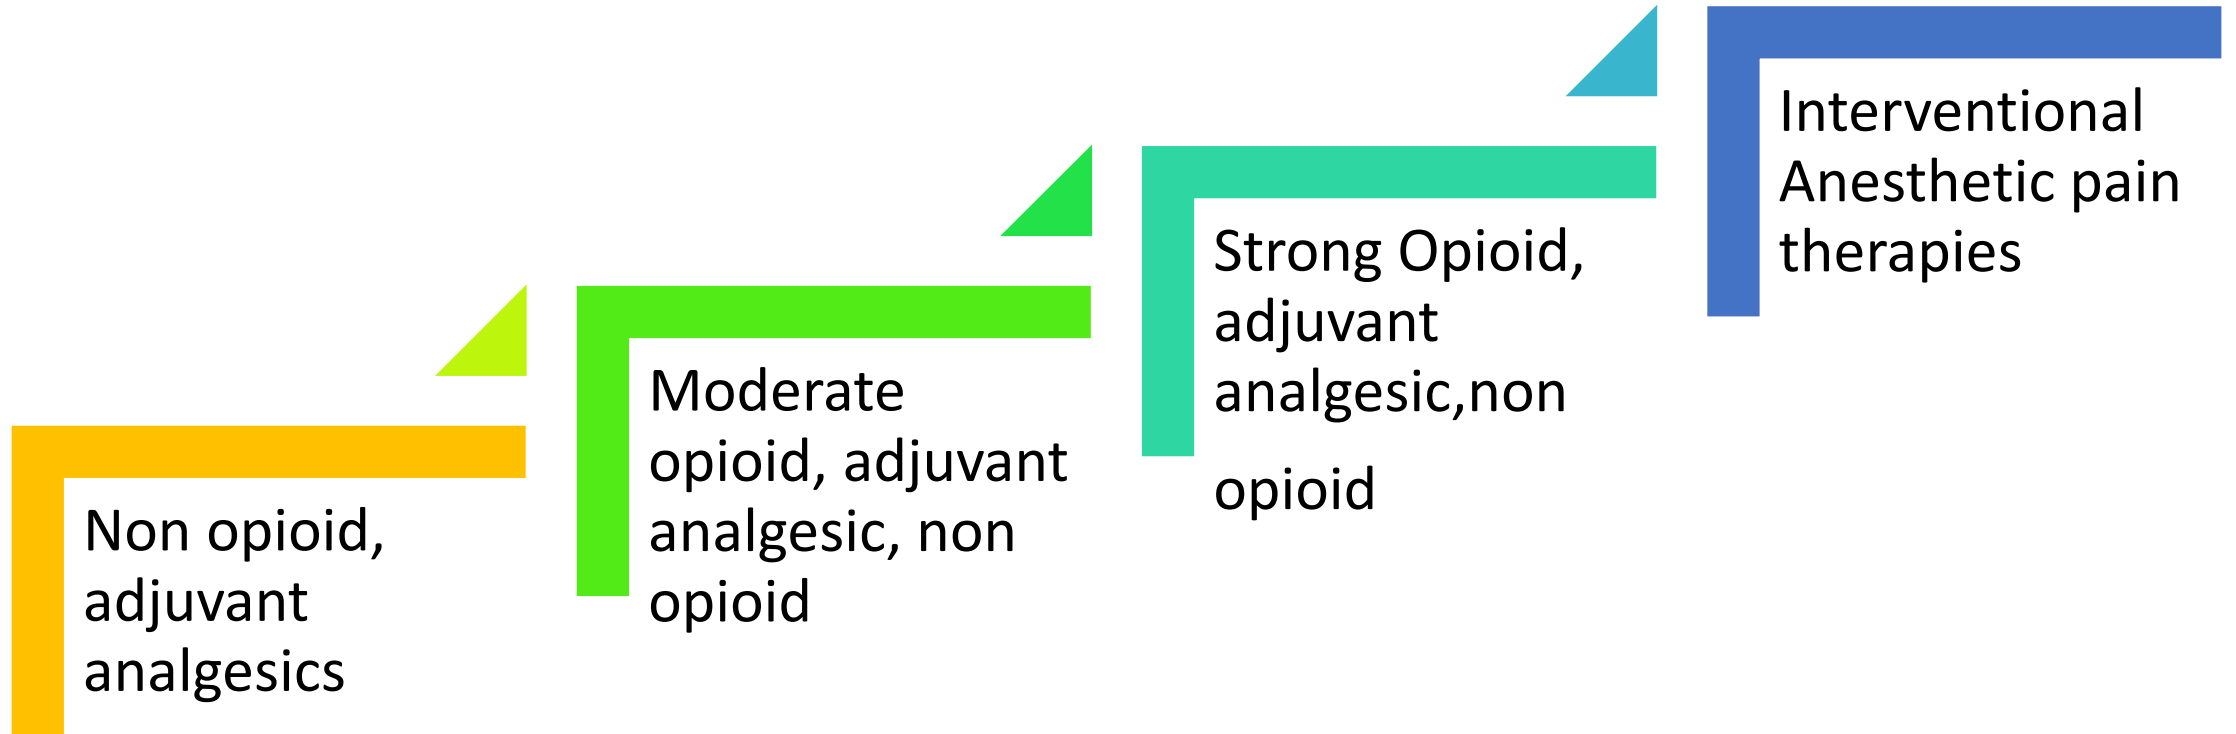 Non opioid,
adjuvant
analgesics
Moderate
opioid, adjuvant
analgesic, non
opioid
Strong Opioid,
adjuvant
analgesic,non
opioid
Interventional
Anesthetic pain
therapies